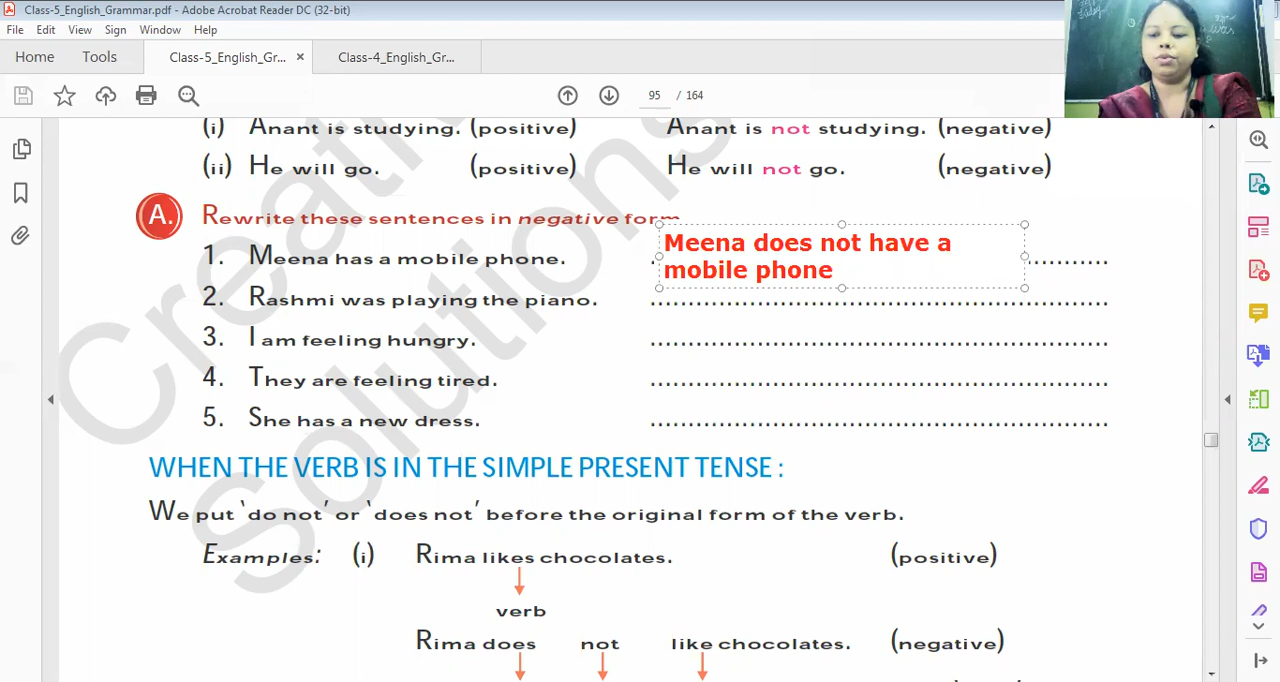 Class-5_English_Grammar.pdf - Adobe Acrobat Reader DC (32-bit)
File Edit View Sign Window Help
Home Tools Class-5_English_Gr... × Class-4_English_Gr...
95 / 164
(i) Anant is studying. (positive) Anant is not studying. (negative)
(ii) He will go. (positive) He will not go. (negative)
A. Rewrite these sentences in negative form
1. Meena has a mobile phone. Meena does not have a
mobile phone
2. Rashmi was playing the piano.
3. I am feeling hungry.
4. They are feeling tired.
5. She has a new dress.
WHEN THE VERB IS IN THE SIMPLE PRESENT TENSE :
We put 'do not' or 'does not' before the original form of the verb.
Examples: (i) Rima likes chocolates. (positive)
verb
Rima does not like chocolates. (negative)
Solutions